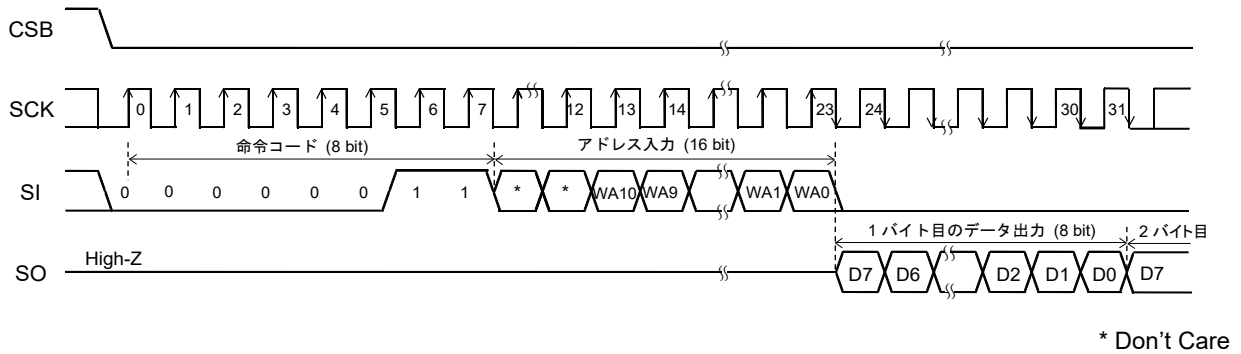 CSB
SCK
0 1 2 3 4 5 6 7 12 13 14 23 24 30 31
命令コード (8 bit) アドレス入力 (16 bit)
SI
0 0 0 0 0 0 1 1 * * WA10 WA9 WA1 WA0
1 バイト目のデータ出力 (8 bit) 2 バイト目
High-Z
SO
D7 D6 D2 D1 D0 D7
* Don't Care